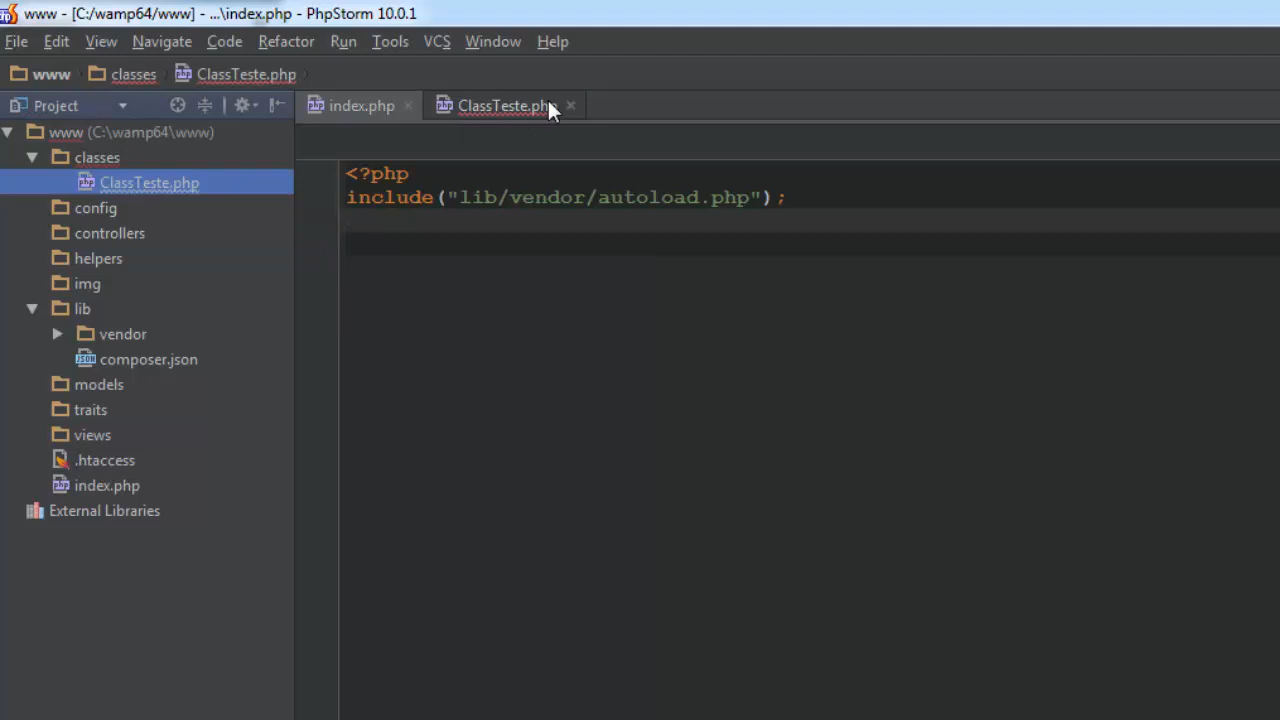 www - [C:/wamp64/www] - ...\index.php - PhpStorm 10.0.1
File Edit View Navigate Code Refactor Run Tools VCS Window Help
www classes ClassTeste.php
Project
index.php ClassTeste.php
www (C:\wamp64\www)
classes
ClassTeste.php
config
controllers
helpers
img
lib
vendor
composer.json
models
traits
views
.htaccess
index.php
External Libraries
<?php
include("lib/vendor/autoload.php");